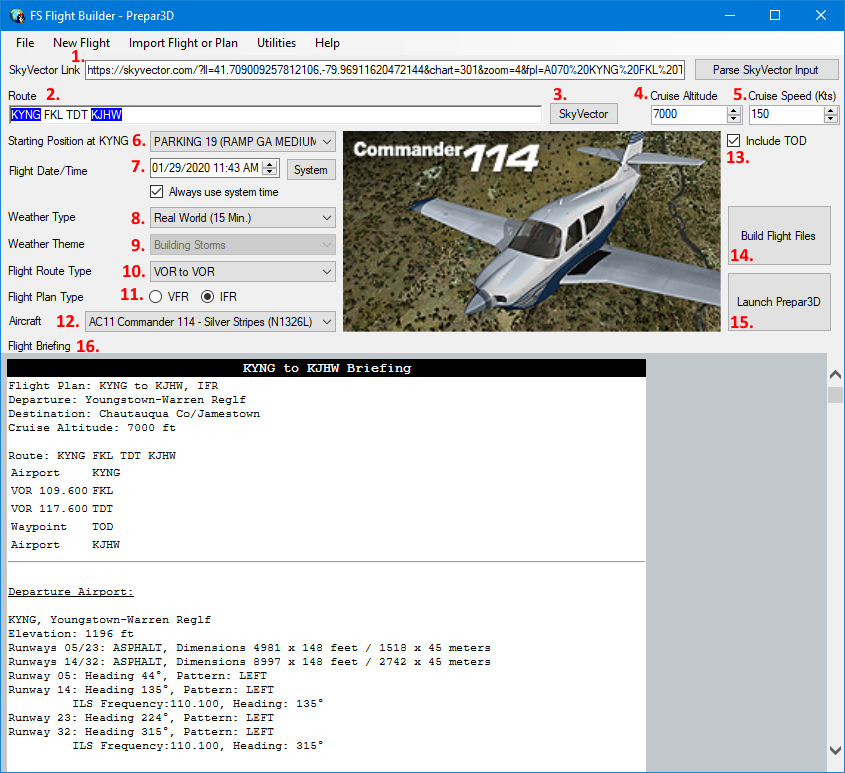 FS Flight Builder - Prepar3D
File New Flight Import Flight or Plan Utilities Help
1.
SkyVector Link https://skyvector.com/?ll=41.709009257812106,-79.96911620472144&chart=301&zoom=4&fpl=A070%20KYNG%20FKL%20T Parse SkyVector Input
Route 2. 3. 4. Cruise Altitude 5. Cruise Speed (Kts)
KYNG FKL TDT KJHW SkyVector 7000 150
Starting Position at KYNG 6. PARKING 19 (RAMP GA MEDIUM Include TOD
13.
Flight Date/Time 7. 01/29/2020 11:43 AM System
Always use system time
Commander 114
Weather Type 8. Real World (15 Min.)
Weather Theme 9. Building Storms
Build Flight Files
14.
Flight Route Type 10. VOR to VOR
Flight Plan Type 11. VFR IFR
Launch Prepar3D
15.
Aircraft 12. AC11 Commander 114 - Silver Stripes (N1326L)
Flight Briefing 16.
KYNG to KJHW Briefing
Flight Plan: KYNG to KJHW, IFR
Departure: Youngstown-Warren Reglf
Destination: Chautauqua Co/Jamestown
Cruise Altitude: 7000 ft
Route: KYNG FKL TDT KJHW
Airport KYNG
VOR 109.600 FKL
VOR 117.600 TDT
Waypoint TOD
Airport KJHW
Departure Airport:
KYNG, Youngstown-Warren Reglf
Elevation: 1196 ft
Runways 05/23: ASPHALT, Dimensions 4981 x 148 feet / 1518 x 45 meters
Runways 14/32: ASPHALT, Dimensions 8997 x 148 feet / 2742 x 45 meters
Runway 05: Heading 44°, Pattern: LEFT
Runway 14: Heading 135°, Pattern: LEFT
ILS Frequency:110.100, Heading: 135°
Runway 23: Heading 224°, Pattern: LEFT
Runway 32: Heading 315°, Pattern: LEFT
ILS Frequency:110.100, Heading: 315°